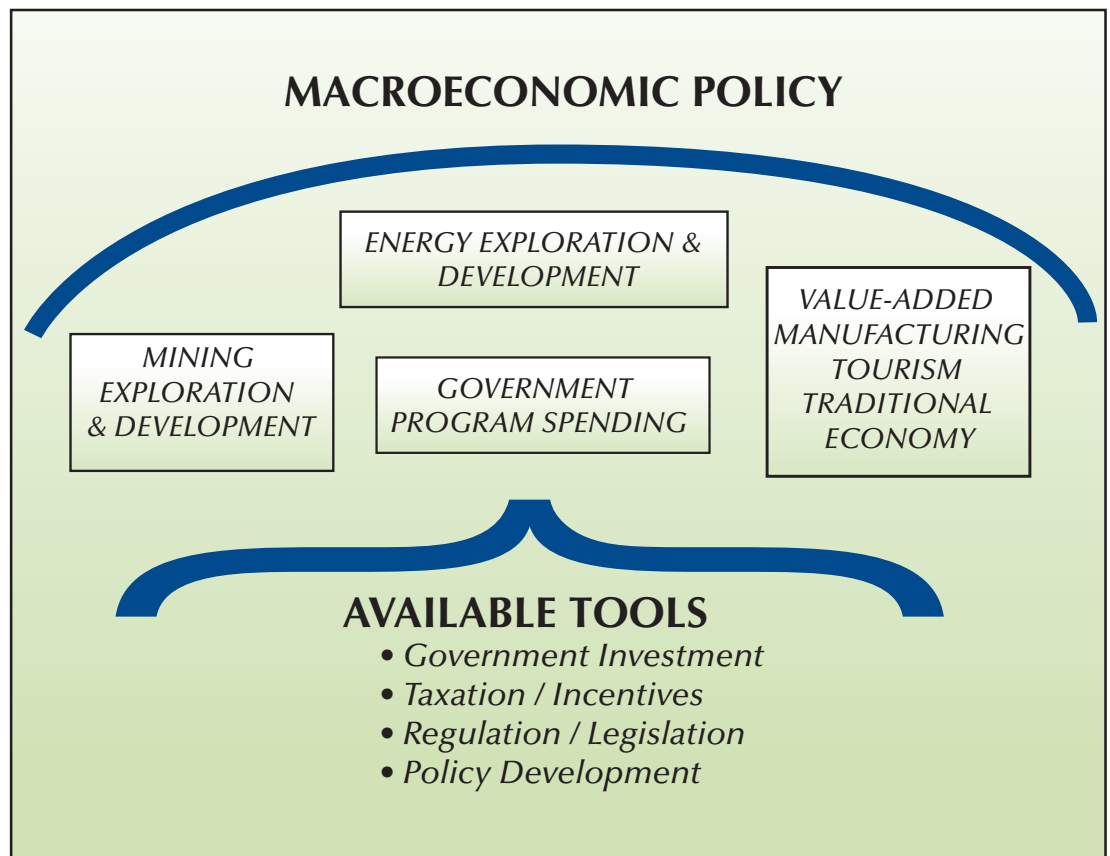 MACROECONOMIC POLICY
ENERGY EXPLORATION &
DEVELOPMENT
VALUE-ADDED
MANUFACTURING
TOURISM
TRADITIONAL
ECONOMY
MINING
EXPLORATION
& DEVELOPMENT
GOVERNMENT
PROGRAM SPENDING
AVAILABLE TOOLS
• Government Investment
• Taxation / Incentives
• Regulation / Legislation
• Policy Development